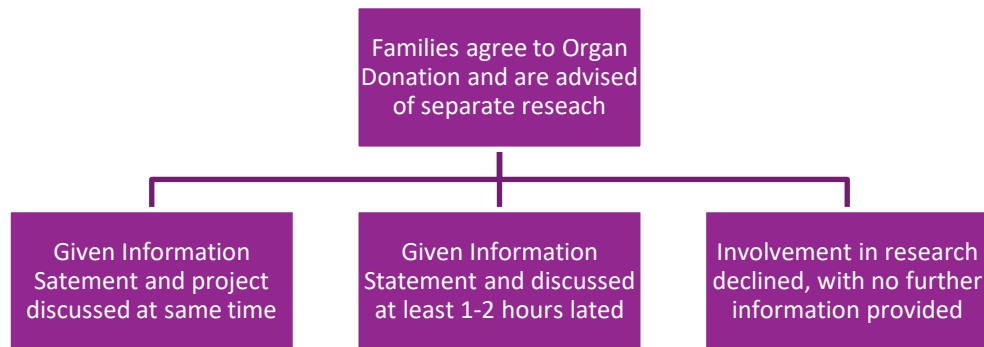 Families agree to Organ
Donation and are advised
of separate reseach
Given Information
Satement and project
discussed at same time
Given Information
Statement and discussed
at least 1-2 hours lated
Involvement in research
declined, with no further
information provided